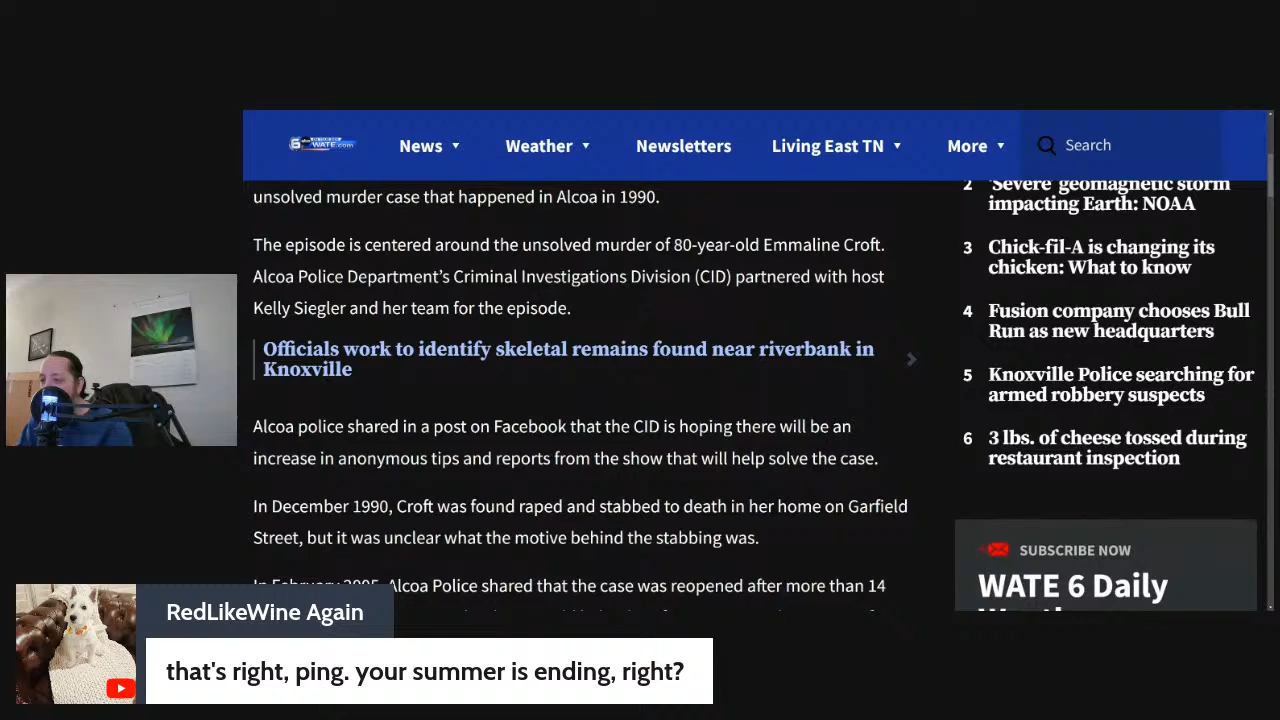 6 WATE.com
News
Weather
Newsletters
Living East TN
More
Search
unsolved murder case that happened in Alcoa in 1990.
The episode is centered around the unsolved murder of 80-year-old Emmaline Croft.
Alcoa Police Department’s Criminal Investigations Division (CID) partnered with host
Kelly Siegler and her team for the episode.
Officials work to identify skeletal remains found near riverbank in
Knoxville
Alcoa police shared in a post on Facebook that the CID is hoping there will be an
increase in anonymous tips and reports from the show that will help solve the case.
In December 1990, Croft was found raped and stabbed to death in her home on Garfield
Street, but it was unclear what the motive behind the stabbing was.
In February 2005, Alcoa Police shared that the case was reopened after more than 14
2 'Severe' geomagnetic storm
impacting Earth: NOAA
3 Chick-fil-A is changing its
chicken: What to know
4 Fusion company chooses Bull
Run as new headquarters
5 Knoxville Police searching for
armed robbery suspects
6 3 lbs. of cheese tossed during
restaurant inspection
SUBSCRIBE NOW
WATE 6 Daily
RedLikeWine Again
that's right, ping. your summer is ending, right?